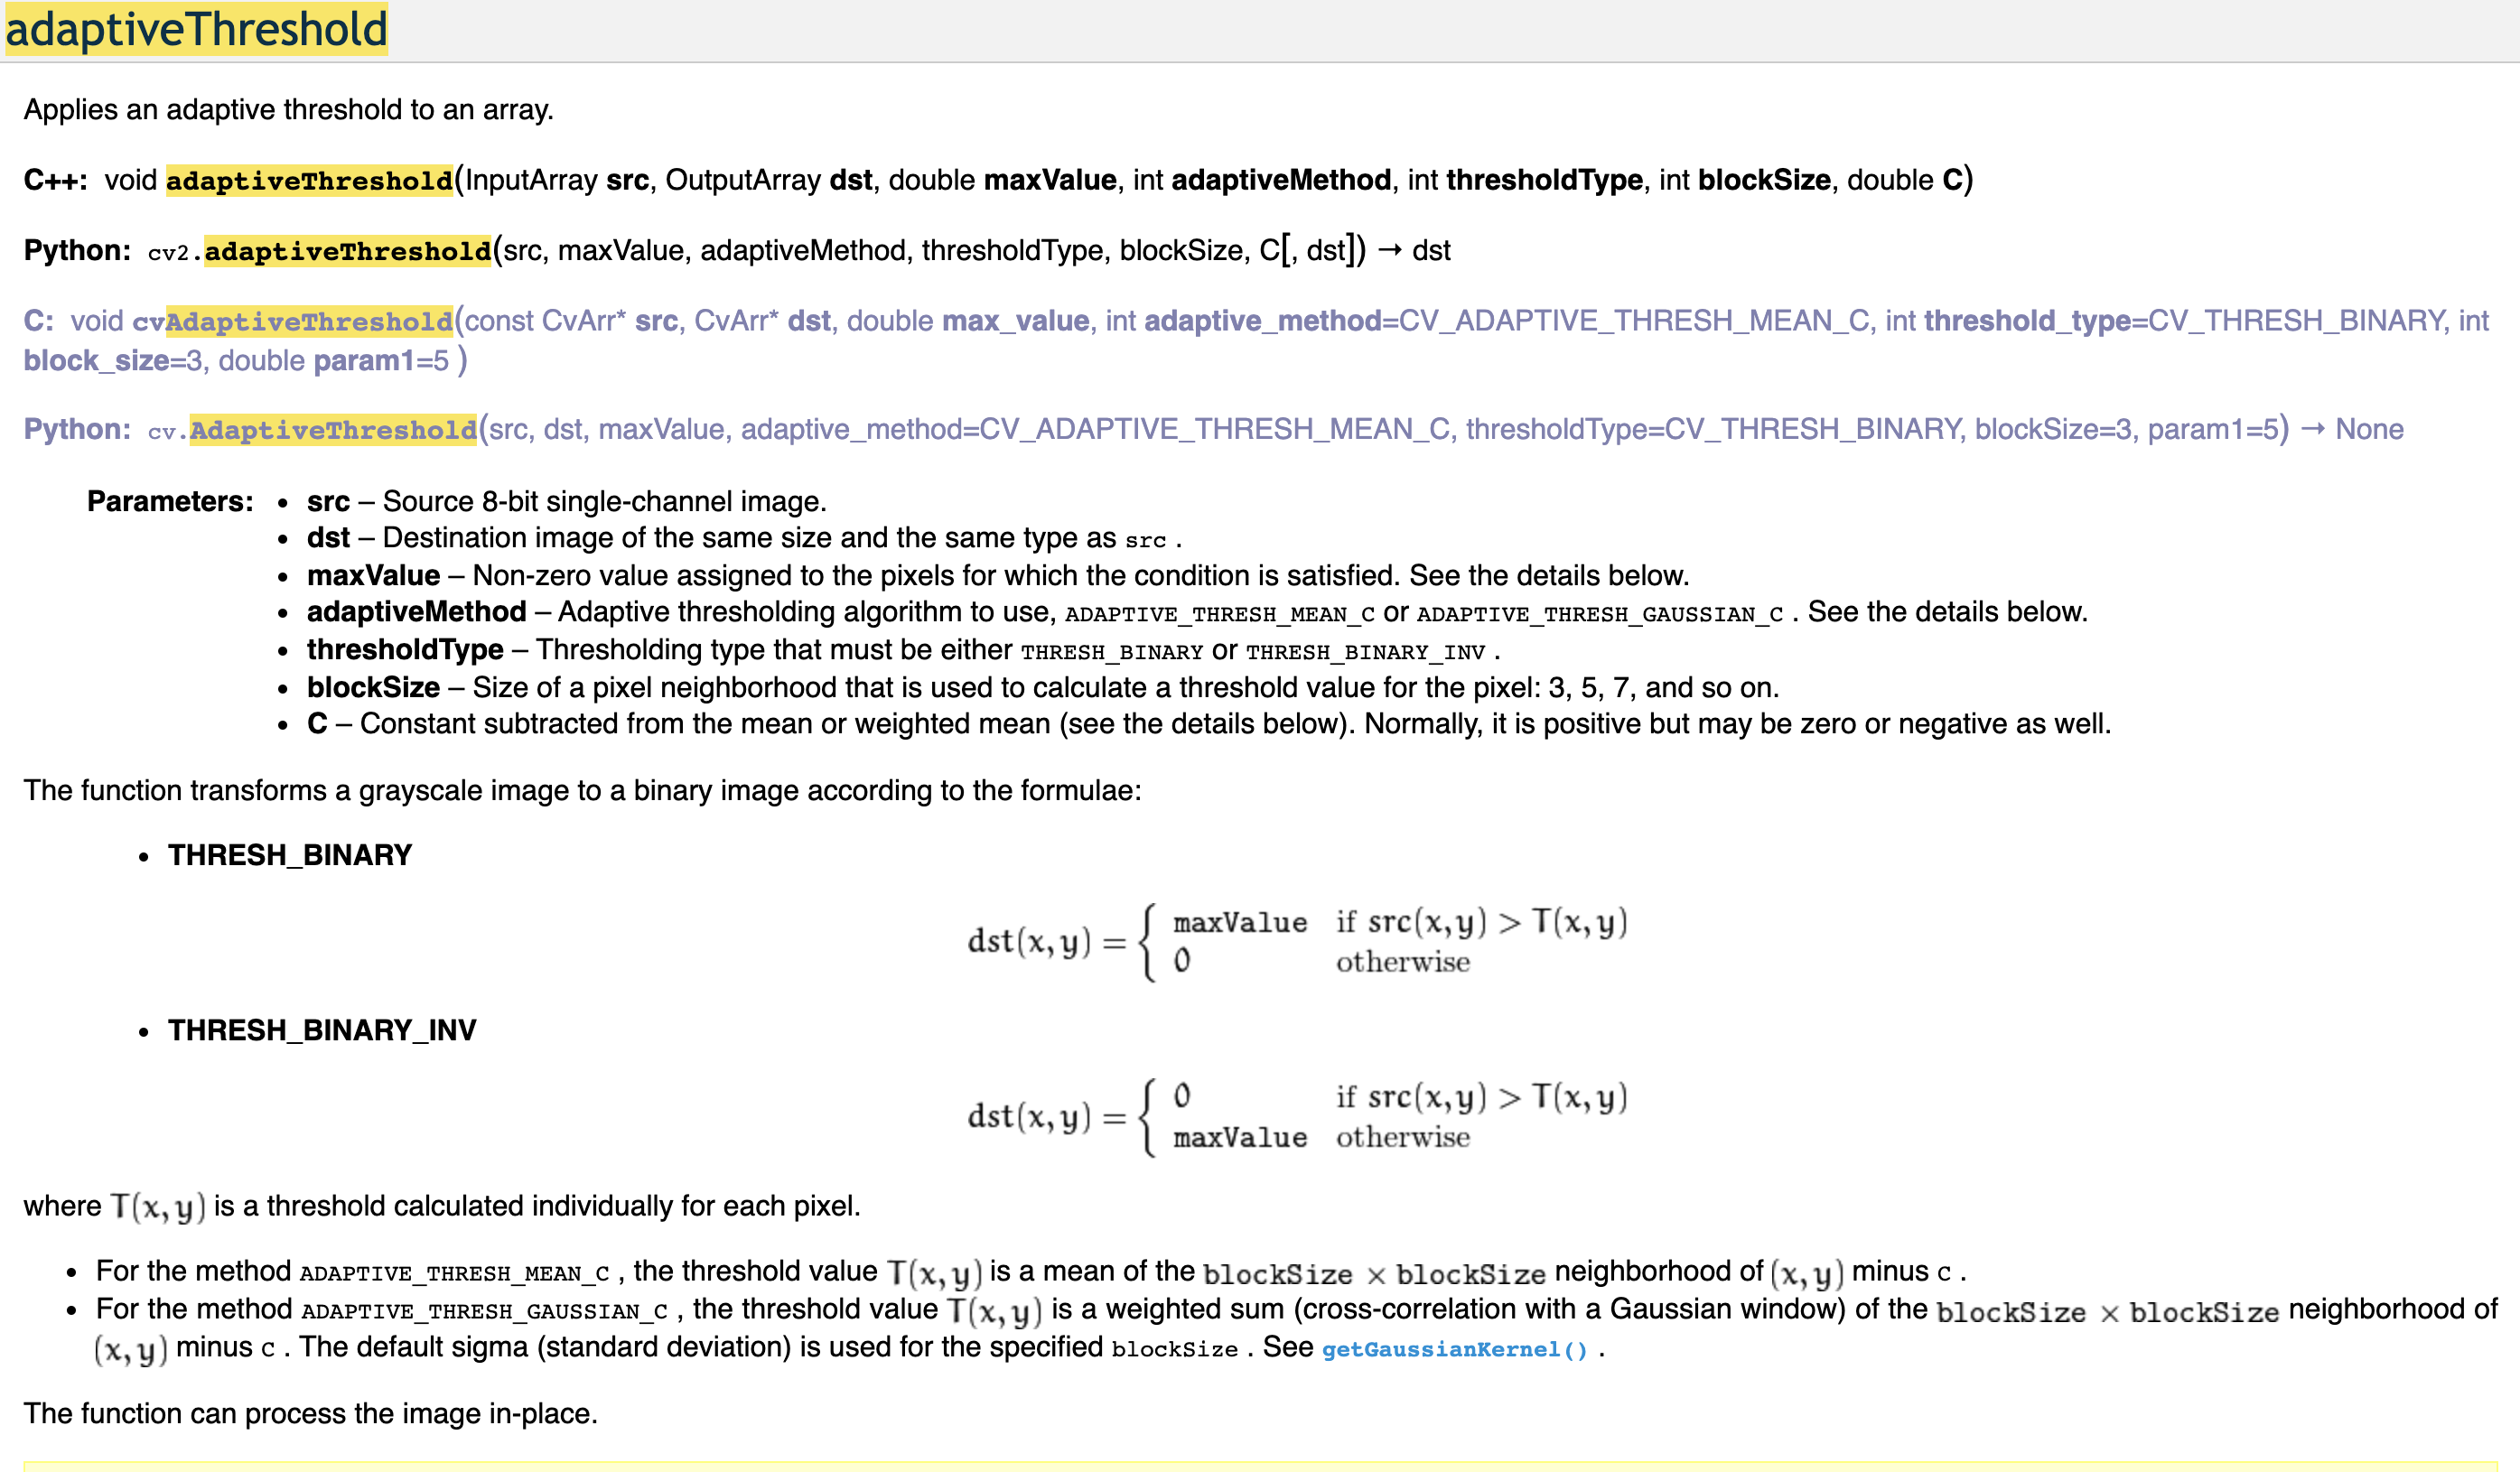 adaptiveThreshold
Applies an adaptive threshold to an array.
C++: void adaptiveThreshold(InputArray src, OutputArray dst, double maxValue, int adaptiveMethod, int thresholdType, int blockSize, double C)
Python: cv2.adaptiveThreshold(src, maxValue, adaptiveMethod, thresholdType, blockSize, C[, dst]) → dst
C: void cvAdaptiveThreshold(const CvArr* src, CvArr* dst, double max_value, int adaptive_method=CV_ADAPTIVE_THRESH_MEAN_C, int threshold_type=CV_THRESH_BINARY, int
block_size=3, double param1=5 )
Python: cv.AdaptiveThreshold(src, dst, maxValue, adaptive_method=CV_ADAPTIVE_THRESH_MEAN_C, thresholdType=CV_THRESH_BINARY, blockSize=3, param1=5) → None
Parameters: • src – Source 8-bit single-channel image.
• dst – Destination image of the same size and the same type as src .
• maxValue – Non-zero value assigned to the pixels for which the condition is satisfied. See the details below.
• adaptiveMethod – Adaptive thresholding algorithm to use, ADAPTIVE_THRESH_MEAN_C or ADAPTIVE_THRESH_GAUSSIAN_C . See the details below.
• thresholdType – Thresholding type that must be either THRESH_BINARY or THRESH_BINARY_INV .
• blockSize – Size of a pixel neighborhood that is used to calculate a threshold value for the pixel: 3, 5, 7, and so on.
• C – Constant subtracted from the mean or weighted mean (see the details below). Normally, it is positive but may be zero or negative as well.
The function transforms a grayscale image to a binary image according to the formulae:
• THRESH_BINARY
dst(x,y) = { maxValue if src(x,y) > T(x,y)
0 otherwise
• THRESH_BINARY_INV
dst(x,y) = { 0 if src(x,y) > T(x,y)
maxValue otherwise
where T(x,y) is a threshold calculated individually for each pixel.
• For the method ADAPTIVE_THRESH_MEAN_C , the threshold value T(x,y) is a mean of the blockSize × blockSize neighborhood of (x,y) minus C .
• For the method ADAPTIVE_THRESH_GAUSSIAN_C , the threshold value T(x,y) is a weighted sum (cross-correlation with a Gaussian window) of the blockSize × blockSize neighborhood of
(x,y) minus C . The default sigma (standard deviation) is used for the specified blockSize . See getGaussianKernel() .
The function can process the image in-place.